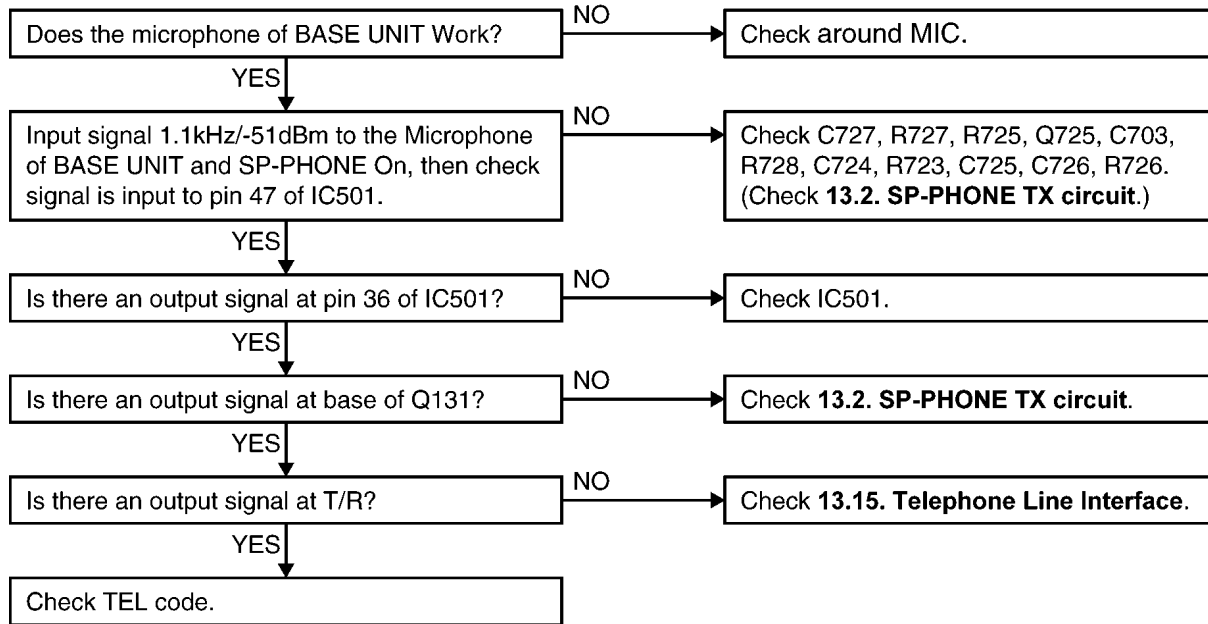 Does the microphone of BASE UNIT Work?
NO
Check around MIC.
YES
Input signal 1.1kHz/-51dBm to the Microphone
of BASE UNIT and SP-PHONE On, then check
signal is input to pin 47 of IC501.
NO
Check C727, R727, R725, Q725, C703,
R728, C724, R723, C725, C726, R726.
(Check 13.2. SP-PHONE TX circuit.)
YES
Is there an output signal at pin 36 of IC501?
NO
Check IC501.
YES
Is there an output signal at base of Q131?
NO
Check 13.2. SP-PHONE TX circuit.
YES
Is there an output signal at T/R?
NO
Check 13.15. Telephone Line Interface.
YES
Check TEL code.